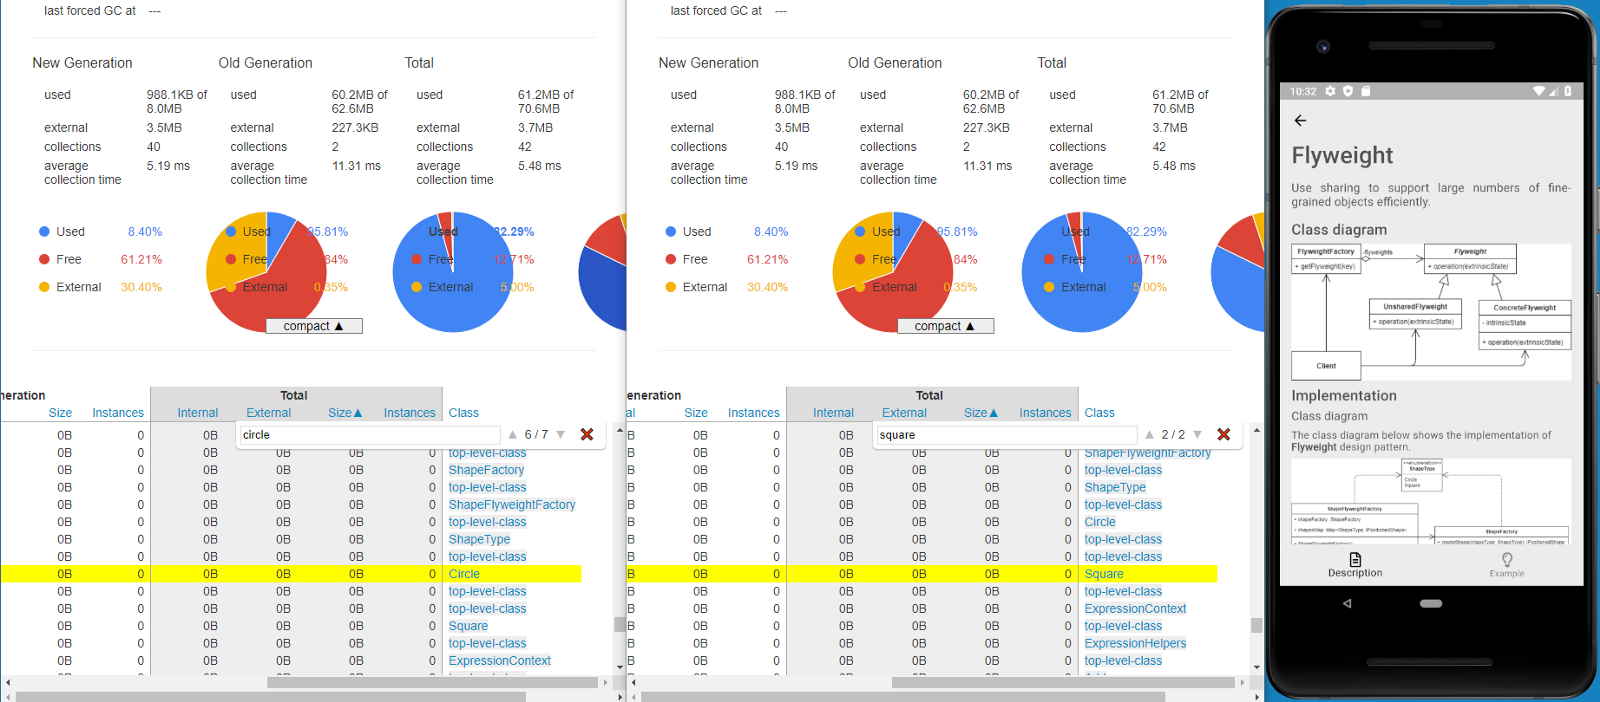 last forced GC at ---
New Generation Old Generation Total
used 988.1KB of 8.0MB used 60.2MB of 62.6MB used 61.2MB of 70.6MB
external 3.5MB external 227.3KB external 3.7MB
collections 40 collections 2 collections 42
average collection time 5.19 ms average collection time 11.31 ms average collection time 5.48 ms
Used 8.40% Used 95.81% Used 82.29%
Free 61.21% Free 84% Free 12.71%
External 30.40% External 0.35% External 5.00%
compact ▲
neration Total
Size Instances Internal External Size▲ Instances Class
circle 6 / 7
0B 0 0B
0B 0 0B 0B 0B 0 top-level-class
0B 0 0B 0B 0B 0 ShapeFactory
0B 0 0B 0B 0B 0 top-level-class
0B 0 0B 0B 0B 0 ShapeFlyweightFactory
0B 0 0B 0B 0B 0 top-level-class
0B 0 0B 0B 0B 0 ShapeType
0B 0 0B 0B 0B 0 top-level-class
0B 0 0B 0B 0B 0 Circle
0B 0 0B 0B 0B 0 top-level-class
0B 0 0B 0B 0B 0 top-level-class
0B 0 0B 0B 0B 0 Square
0B 0 0B 0B 0B 0 top-level-class
0B 0 0B 0B 0B 0 ExpressionContext
last forced GC at ---
New Generation Old Generation Total
used 988.1KB of 8.0MB used 60.2MB of 62.6MB used 61.2MB of 70.6MB
external 3.5MB external 227.3KB external 3.7MB
collections 40 collections 2 collections 42
average collection time 5.19 ms average collection time 11.31 ms average collection time 5.48 ms
Used 8.40% Used 95.81% Used 82.29%
Free 61.21% Free 84% Free 12.71%
External 30.40% External 0.35% External 5.00%
compact ▲
eneration Total
al Size Instances Internal External Size▲ Instances Class
square 2 / 2
B 0B 0 0B
B 0B 0 0B 0B 0B 0 ShapeFlyweightFactory
B 0B 0 0B 0B 0B 0 top-level-class
B 0B 0 0B 0B 0B 0 ShapeType
B 0B 0 0B 0B 0B 0 top-level-class
B 0B 0 0B 0B 0B 0 Circle
B 0B 0 0B 0B 0B 0 top-level-class
B 0B 0 0B 0B 0B 0 top-level-class
B 0B 0 0B 0B 0B 0 Square
B 0B 0 0B 0B 0B 0 top-level-class
B 0B 0 0B 0B 0B 0 ExpressionContext
B 0B 0 0B 0B 0B 0 top-level-class
B 0B 0 0B 0B 0B 0 ExpressionHelpers
B 0B 0 0B 0B 0B 0 top-level-class
10:32
Flyweight
Use sharing to support large numbers of fine-
grained objects efficiently.
Class diagram
FlyweightFactory
+ getFlyweight(key)
-flyweights
Flyweight
+ operation(extrinsicState)
UnsharedFlyweight
+ operation(extrinsicState)
ConcreteFlyweight
- intrinsicState
+ operation(extrinsicState)
Client
Implementation
Class diagram
The class diagram below shows the implementation of
Flyweight design pattern.
<<enumeration>>
ShapeType
Circle
Square
ShapeFlyweightFactory
+ shapeFactory: ShapeFactory
+ shapesMap: Map<ShapeType, IPositionedShape>
ShapeFactory
+ createShape(shapeType: ShapeType): IPositionedShape
Description Example